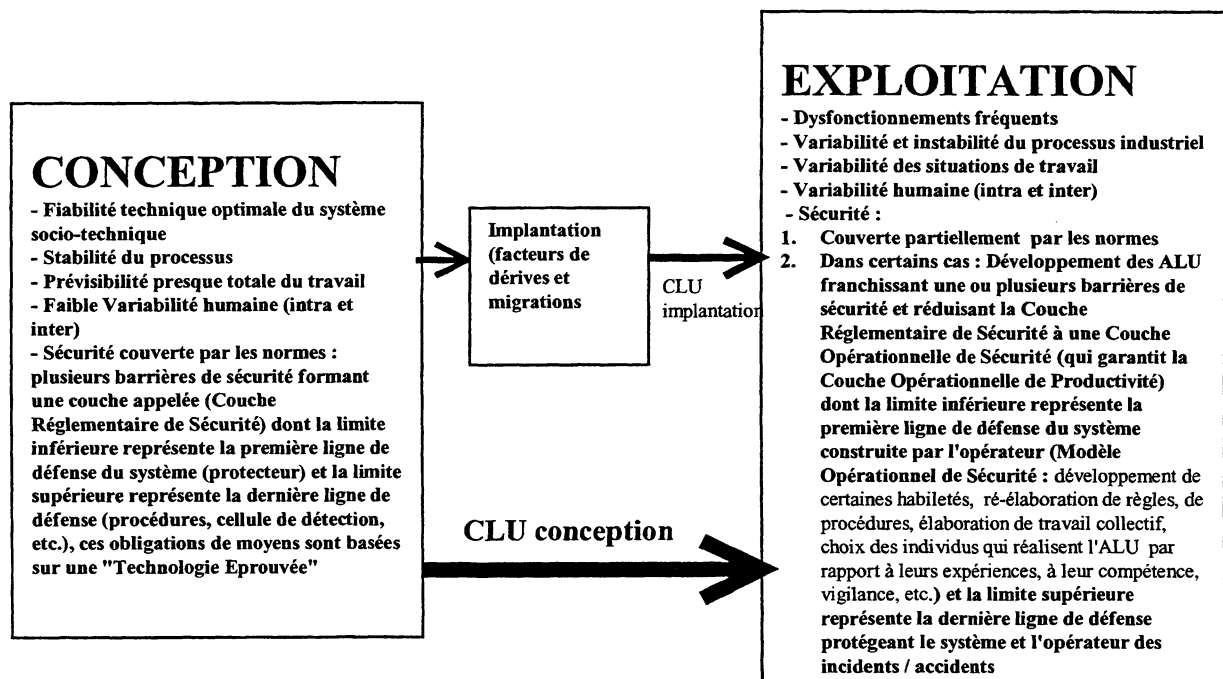 CONCEPTION
- Fiabilité technique optimale du système
socio-technique
- Stabilité du processus
- Prévisibilité presque totale du travail
- Faible Variabilité humaine (intra et
inter)
- Sécurité couverte par les normes :
plusieurs barrières de sécurité formant
une couche appelée (Couche
Réglementaire de Sécurité) dont la limite
inférieure représente la première ligne de
défense du système (protecteur) et la limite
supérieure représente la dernière ligne de
défense (procédures, cellule de détection,
etc.), ces obligations de moyens sont basées
sur une "Technologie Eprouvée"
Implantation
(facteurs de
dérives et
migrations
CLU
implantation
CLU conception
EXPLOITATION
- Dysfonctionnements fréquents
- Variabilité et instabilité du processus industriel
- Variabilité des situations de travail
- Variabilité humaine (intra et inter)
- Sécurité :
1. Couverte partiellement par les normes
2. Dans certains cas : Développement des ALU
franchissant une ou plusieurs barrières de
sécurité et réduisant la Couche
Réglementaire de Sécurité à une Couche
Opérationnelle de Sécurité (qui garantit la
Couche Opérationnelle de Productivité)
dont la limite inférieure représente la
première ligne de défense du système
construite par l'opérateur (Modèle
Opérationnel de Sécurité : développement de
certaines habiletés, ré-élaboration de règles, de
procédures, élaboration de travail collectif,
choix des individus qui réalisent l'ALU par
rapport à leurs expériences, à leur compétence,
vigilance, etc.) et la limite supérieure
représente la dernière ligne de défense
protégeant le système et l'opérateur des
incidents / accidents